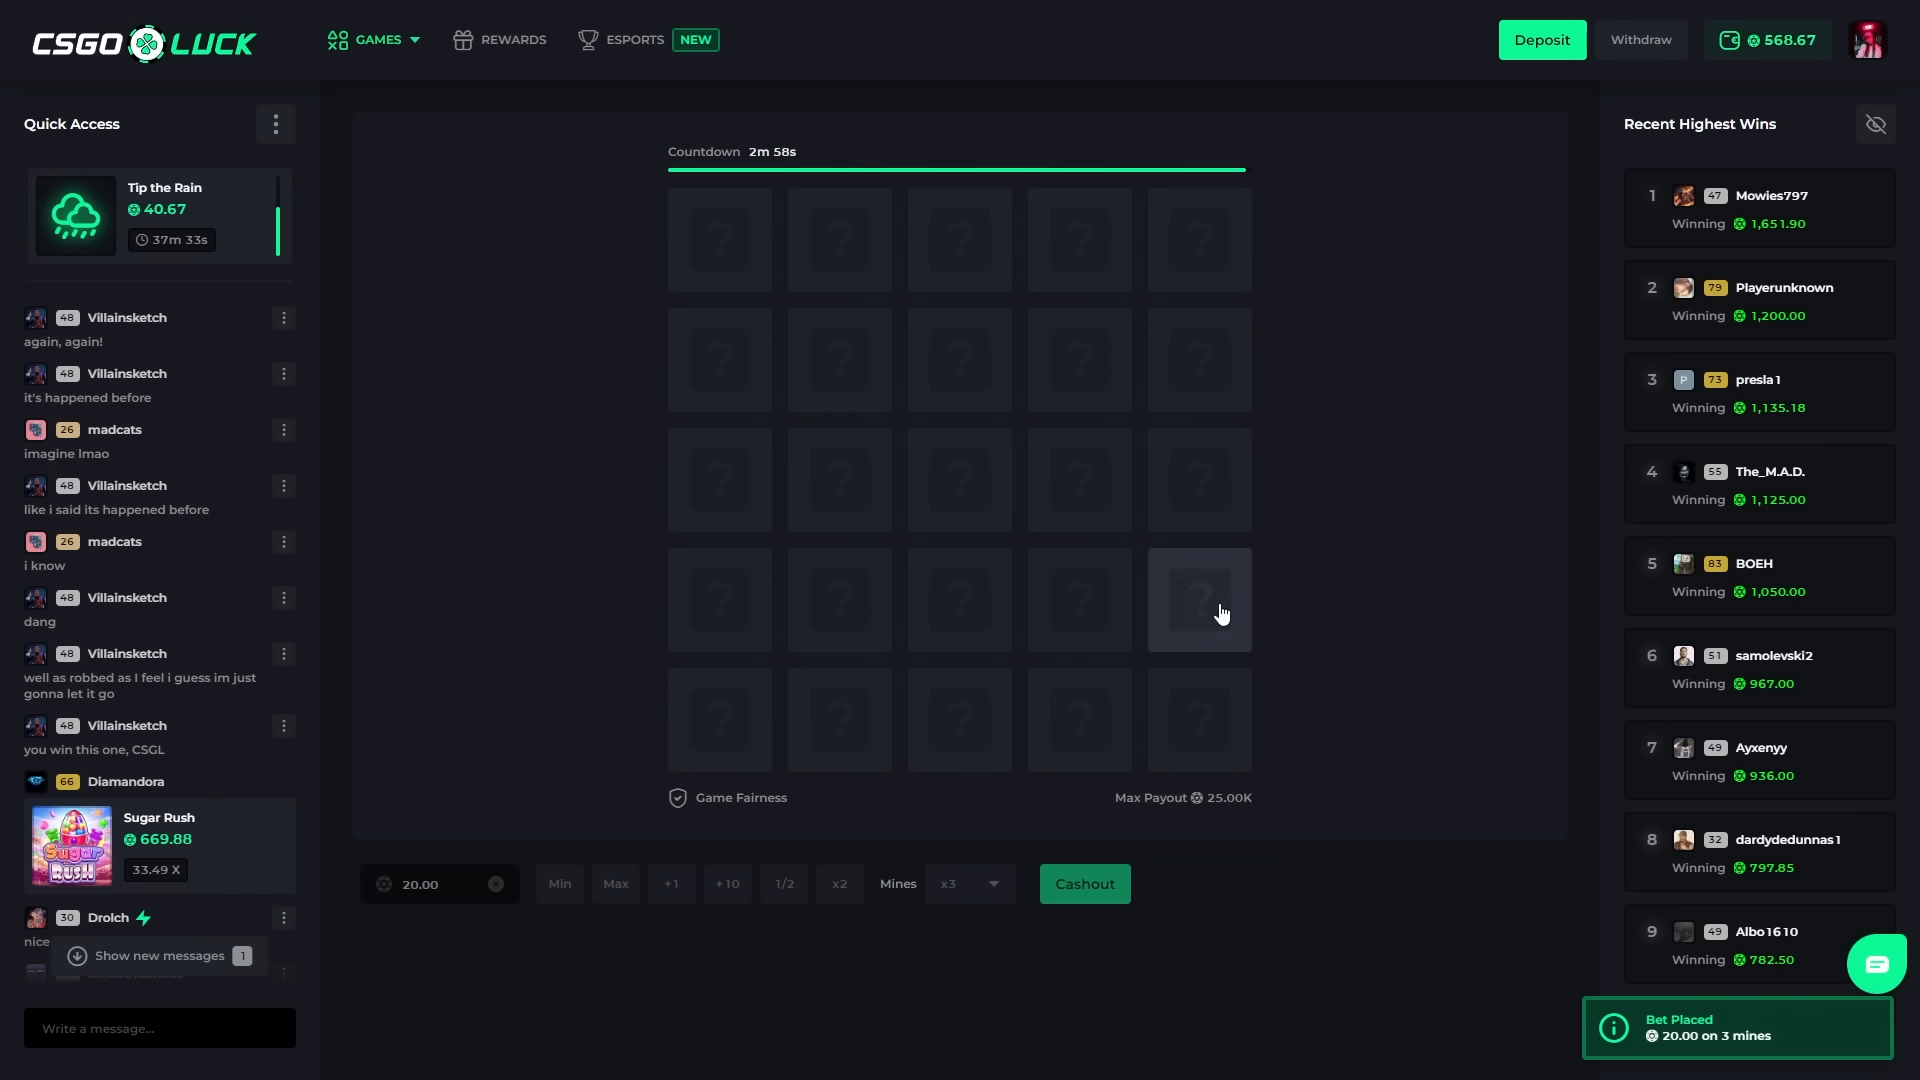 CSGO LUCK
GAMES
REWARDS
ESPORTS
NEW
Deposit
Withdraw
568.67
Quick Access
Tip the Rain
40.67
37m 33s
48 Villainsketch
again, again!
48 Villainsketch
it's happened before
26 madcats
imagine lmao
48 Villainsketch
like i said its happened before
26 madcats
i know
48 Villainsketch
dang
48 Villainsketch
well as robbed as I feel i guess im just
gonna let it go
48 Villainsketch
you win this one, CSGL
66 Diamandora
Sugar Rush
669.88
33.49 X
Sugar
RUSH
30 Drolch
nice
Show new messages 1
Write a message...
Countdown 2m 58s
? ? ? ? ?
? ? ? ? ?
? ? ? ? ?
? ? ? ? ?
? ? ? ? ?
Game Fairness
Max Payout 25.00K
20.00
Min
Max
+1
+10
1/2
x2
Mines
x3
Cashout
Recent Highest Wins
1 47 Mowies797
Winning 1,651.90
2 79 Playerunknown
Winning 1,200.00
3 P 73 presla1
Winning 1,135.18
4 55 The_M.A.D.
Winning 1,125.00
5 83 BOEH
Winning 1,050.00
6 51 samolevski2
Winning 967.00
7 49 Ayxenyy
Winning 936.00
8 32 dardydedunnas1
Winning 797.85
9 49 Albo1610
Winning 782.50
Bet Placed
20.00 on 3 mines